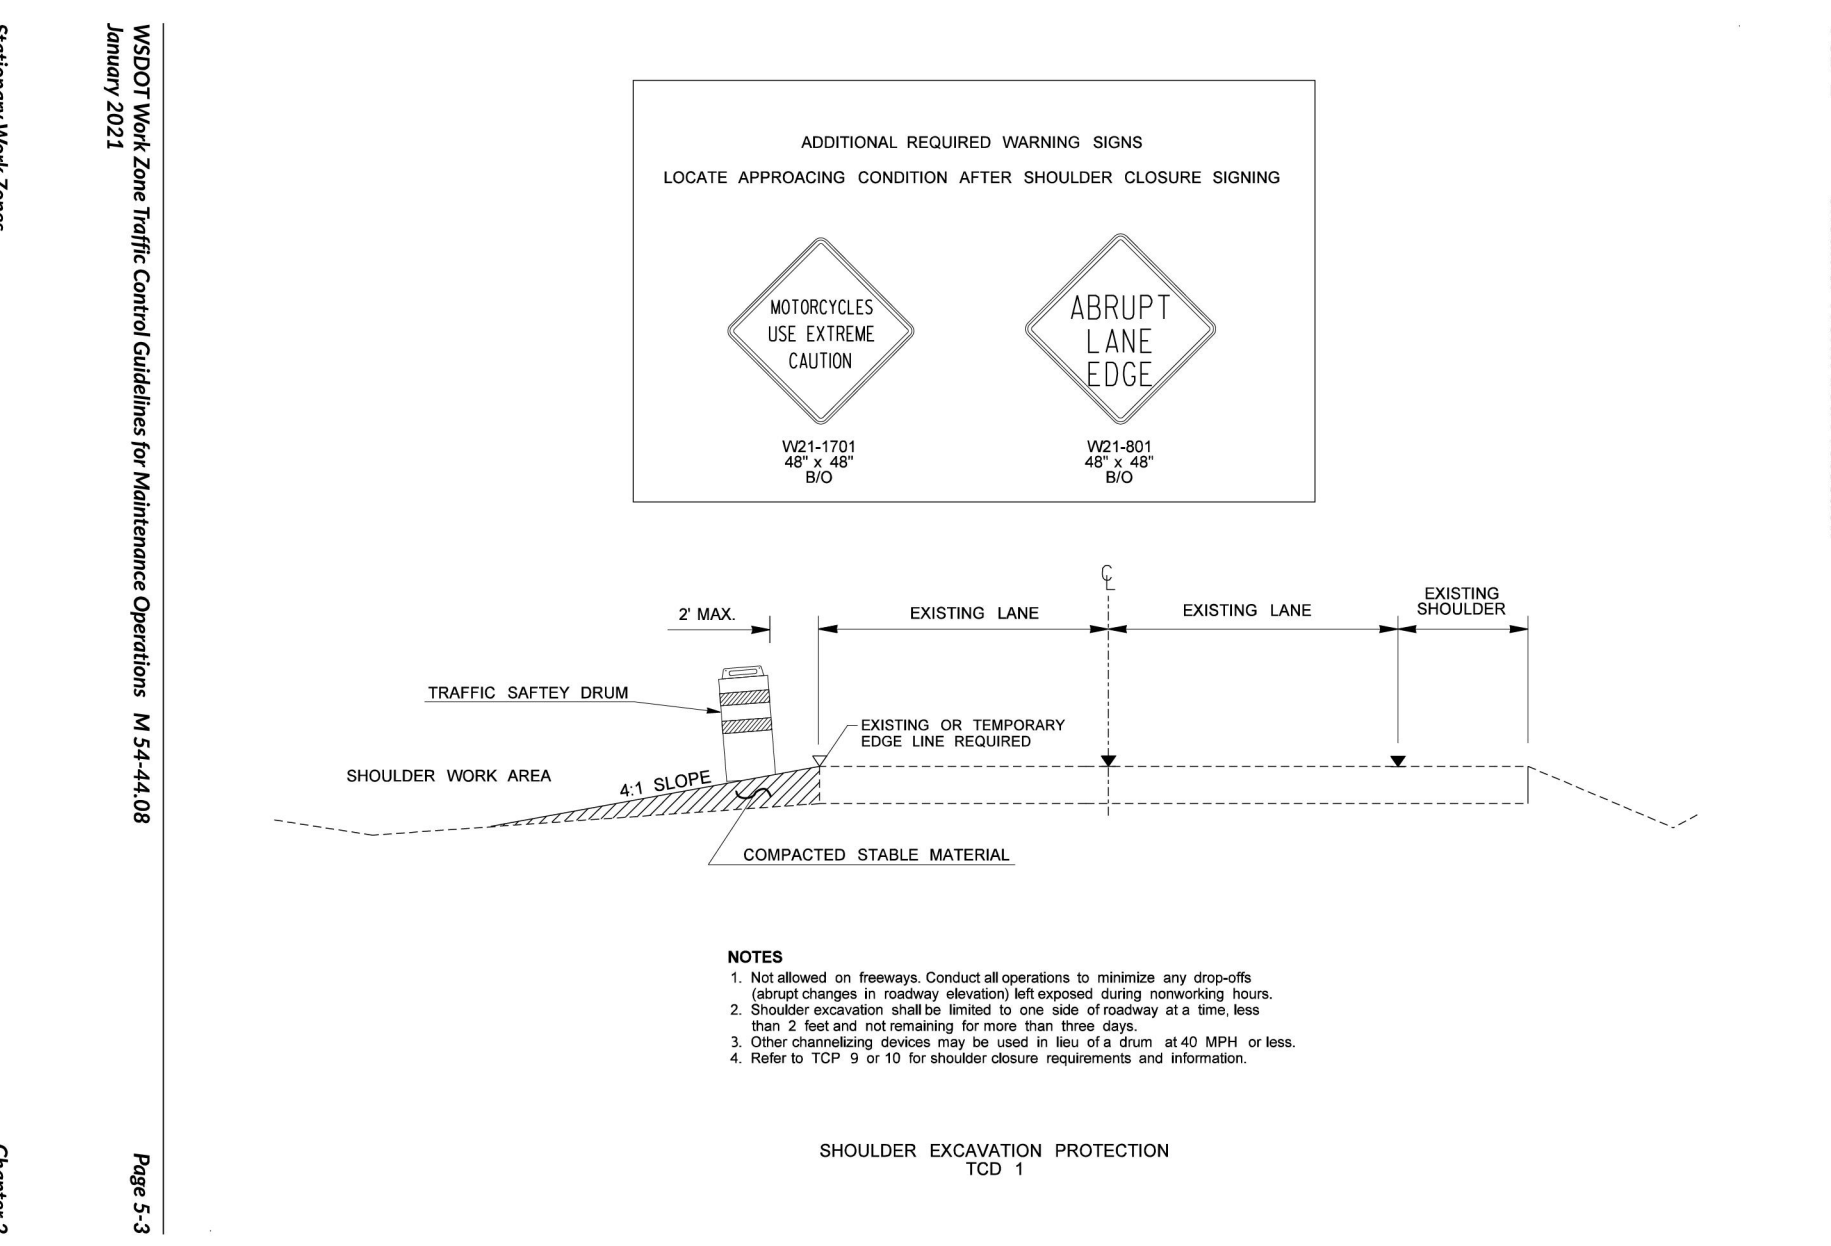 ADDITIONAL REQUIRED WARNING SIGNS
LOCATE APPROACING CONDITION AFTER SHOULDER CLOSURE SIGNING
MOTORCYCLES
USE EXTREME
CAUTION
W21-1701
48" x 48"
B/O
ABRUPT
LANE
EDGE
W21-801
48" x 48"
B/O
2' MAX.
EXISTING LANE
CL
EXISTING LANE
EXISTING
SHOULDER
TRAFFIC SAFTEY DRUM
EXISTING OR TEMPORARY
EDGE LINE REQUIRED
SHOULDER WORK AREA
4:1 SLOPE
COMPACTED STABLE MATERIAL
NOTES
1. Not allowed on freeways. Conduct all operations to minimize any drop-offs
(abrupt changes in roadway elevation) left exposed during nonworking hours.
2. Shoulder excavation shall be limited to one side of roadway at a time, less
than 2 feet and not remaining for more than three days.
3. Other channelizing devices may be used in lieu of a drum at 40 MPH or less.
4. Refer to TCP 9 or 10 for shoulder closure requirements and information.
SHOULDER EXCAVATION PROTECTION
TCD 1
WSDOT Work Zone Traffic Control Guidelines for Maintenance Operations M 54-44.08
January 2021
Page 5-3